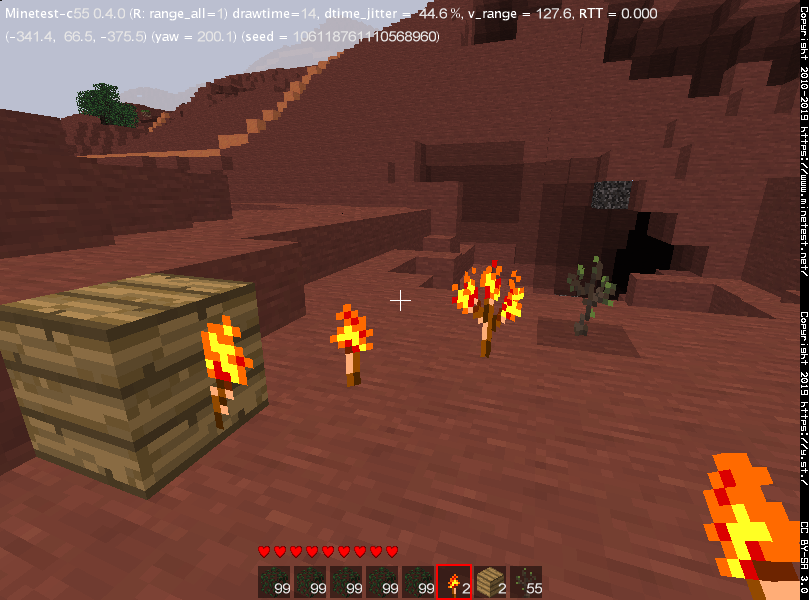 Minetest-c55 0.4.0 (R: range_all=1) drawtime=14, dtime_jitter = 44.6 %, v_range = 127.6, RTT = 0.000
(-341.4, 66.5, -375.5) (yaw = 200.1) (seed = 106118761110568960)
99 99 99 99 99 2 2 55
Copyright 2010-2019 https://www.minetest.net/
Copyright 2019 https://9.st./
CC BY-SA 3.0